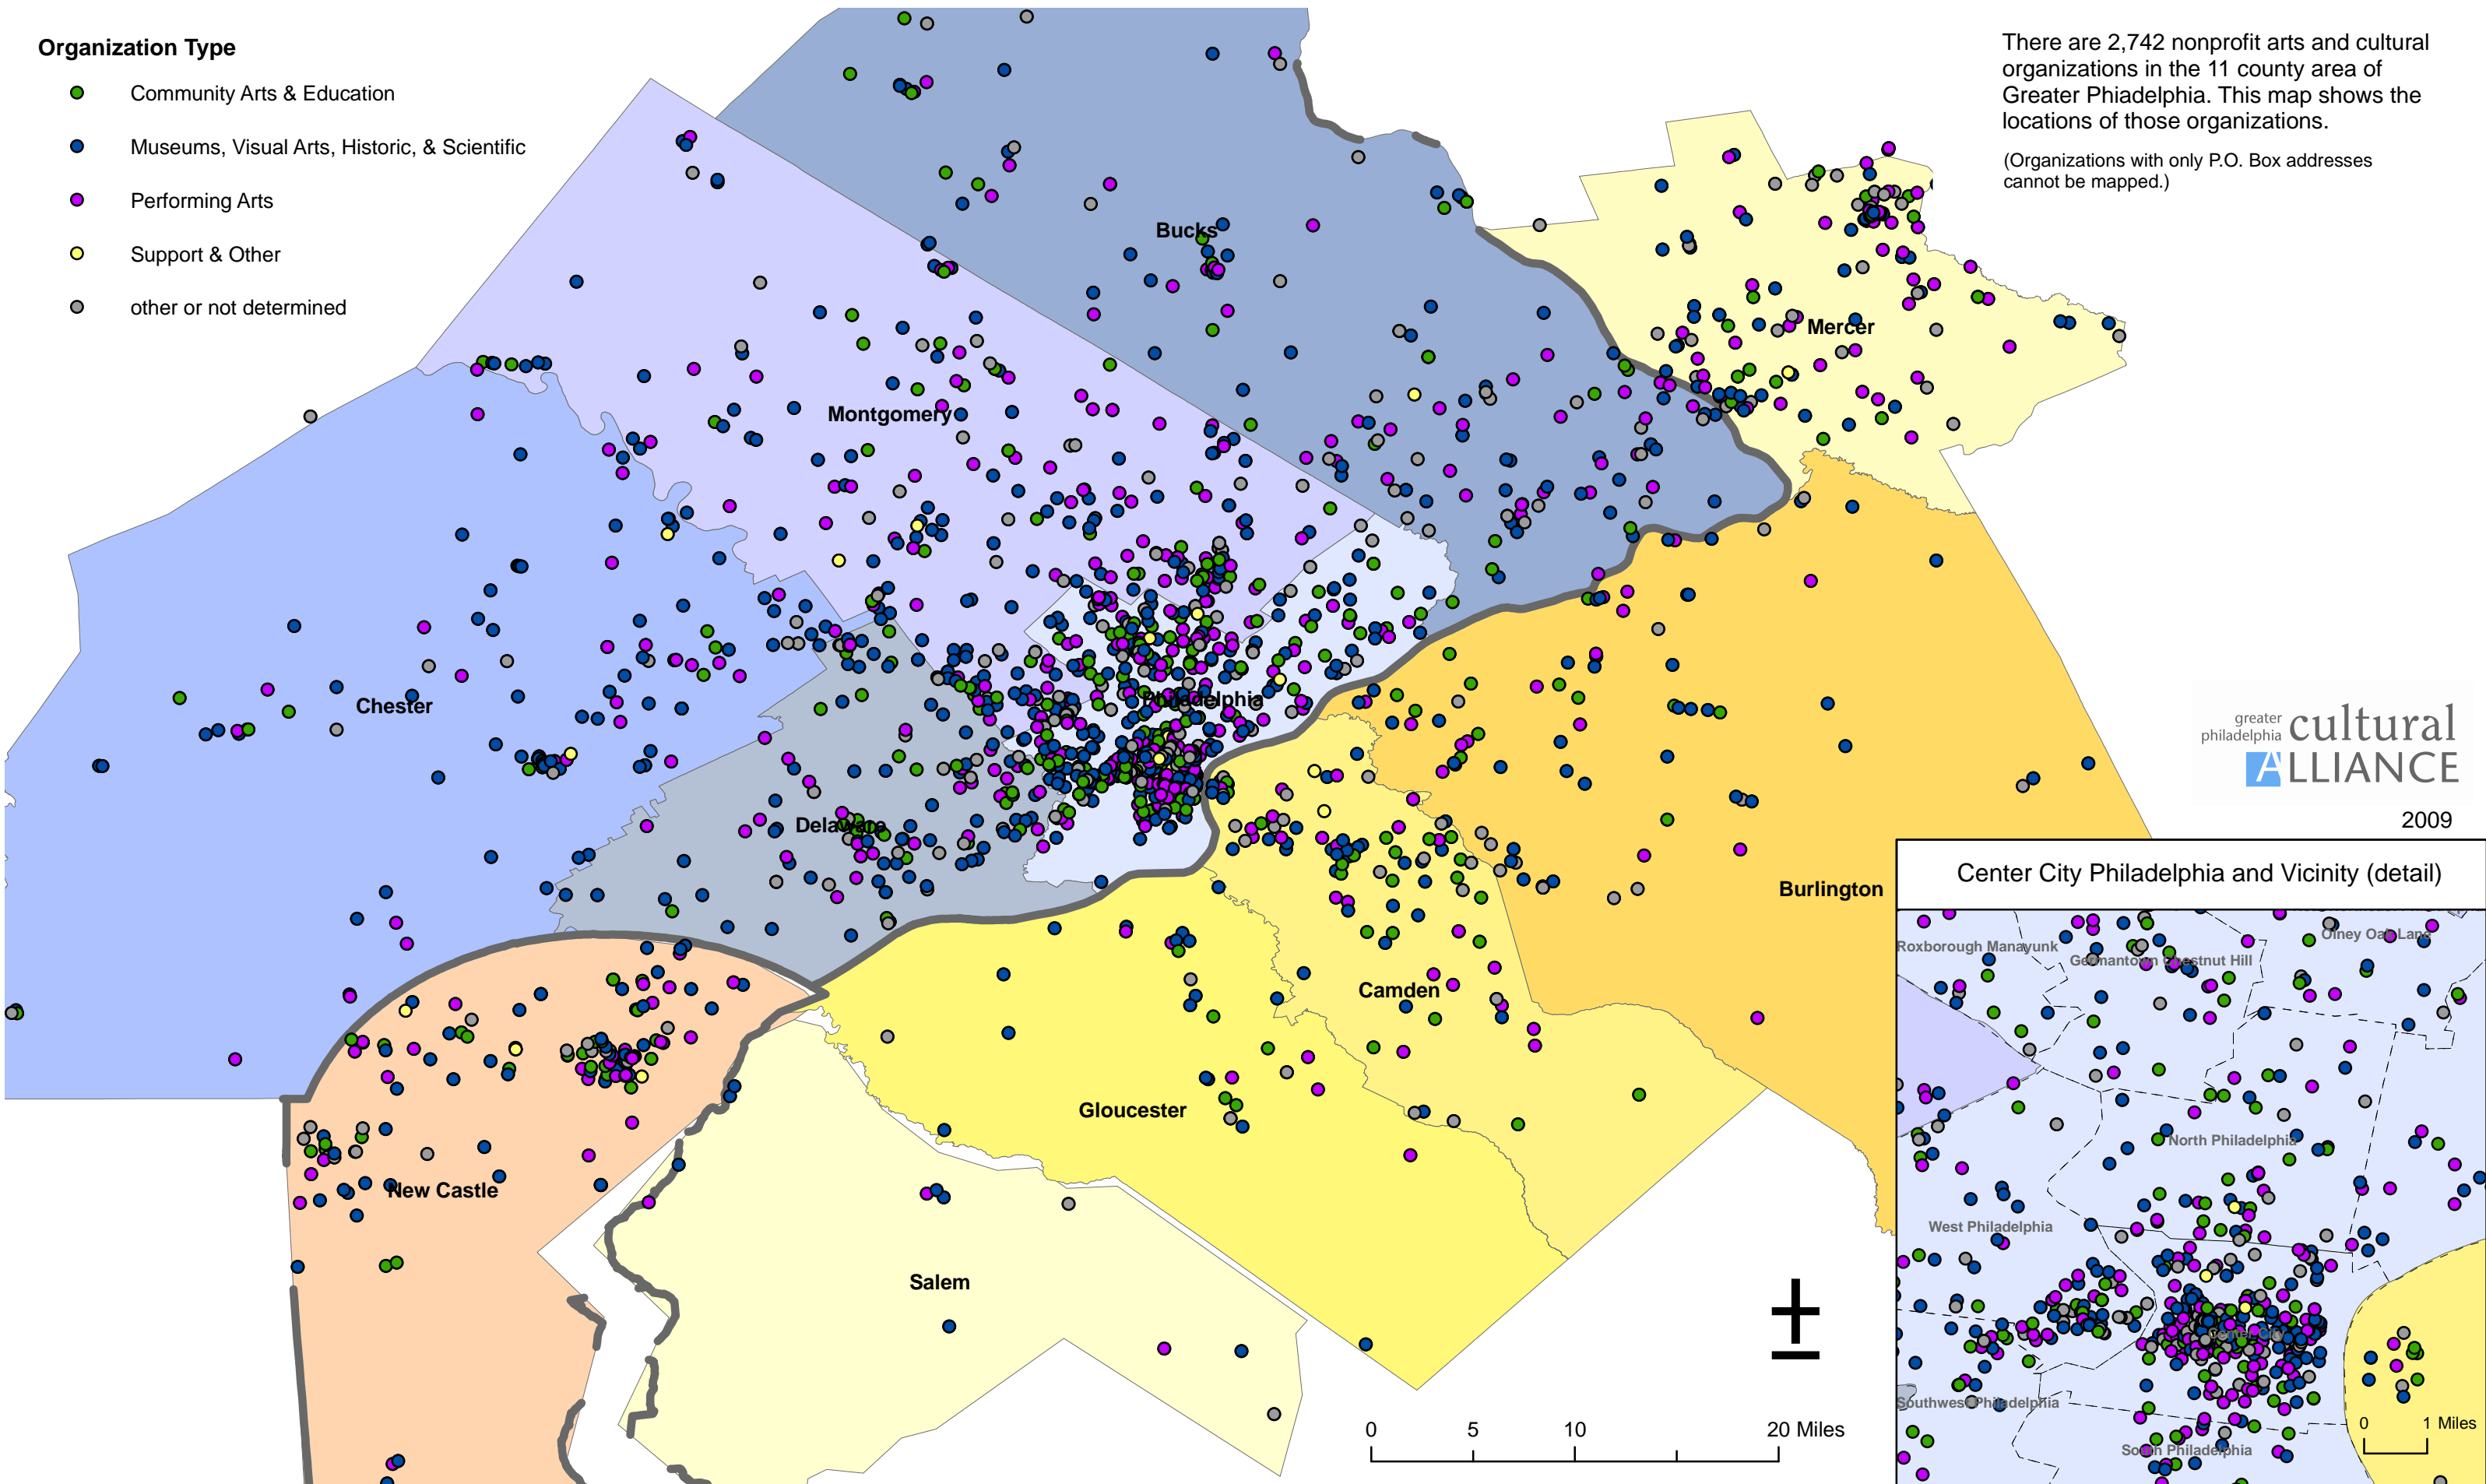 Organization Type
Community Arts & Education
Museums, Visual Arts, Historic, & Scientific
Performing Arts
Support & Other
other or not determined
There are 2,742 nonprofit arts and cultural
organizations in the 11 county area of
Greater Phiadelphia. This map shows the
locations of those organizations.
(Organizations with only P.O. Box addresses
cannot be mapped.)
Bucks
Mercer
Montgomery
Philadelphia
Chester
Delaware
Burlington
Camden
Gloucester
New Castle
Salem
greater
philadelphia
cultural
ALLIANCE
2009
Center City Philadelphia and Vicinity (detail)
Roxborough Manayunk
Olney Oak Lane
Germantown Chestnut Hill
North Philadelphia
West Philadelphia
Center City
Southwest Philadelphia
South Philadelphia
0 1 Miles
0 5 10 20 Miles